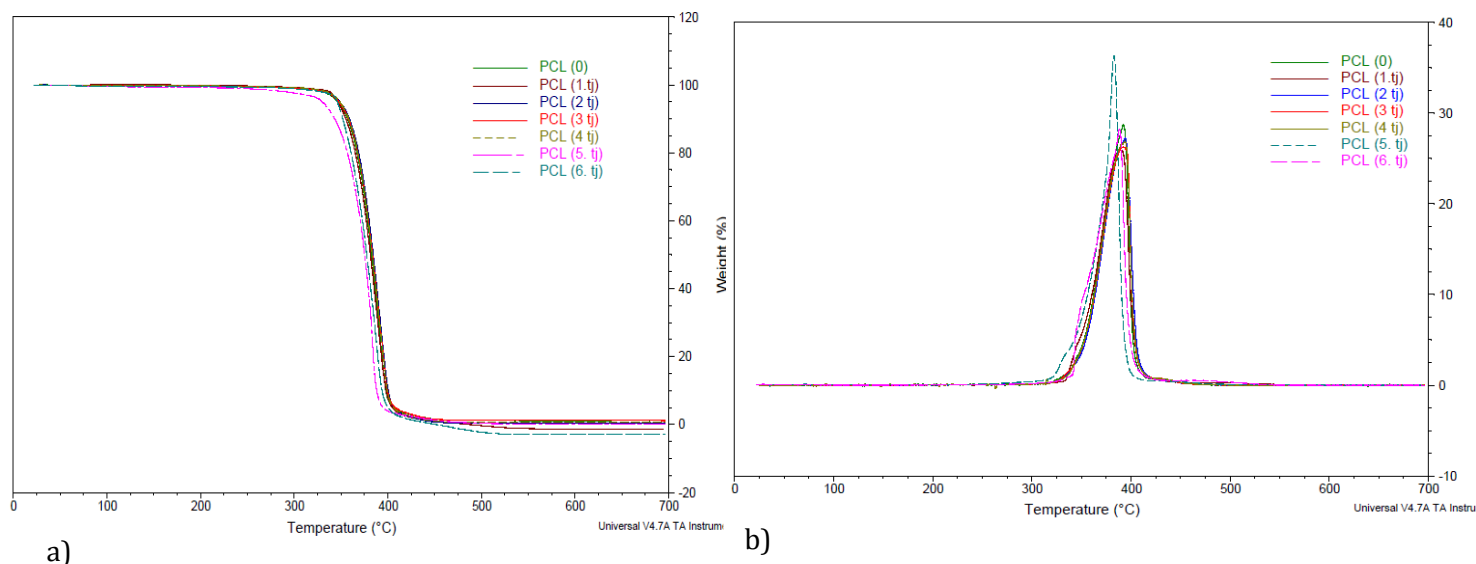 120
PCL (0)
PCL (1.tj)
PCL (2 tj)
PCL (3 tj)
PCL (4 tj)
PCL (5. tj)
PCL (6. tj)
100
80
60
40
20
0
-20
0 100 200 300 400 500 600 700
Temperature (°C)
Universal V4.7A TA Instrume
a)
Weight (%)
40
PCL (0)
PCL (1.tj)
PCL (2 tj)
PCL (3 tj)
PCL (4 tj)
PCL (5. tj)
PCL (6. tj)
30
20
10
0
-10
0 100 200 300 400 500 600 700
Temperature (°C)
Universal V4.7A TA Instru
b)